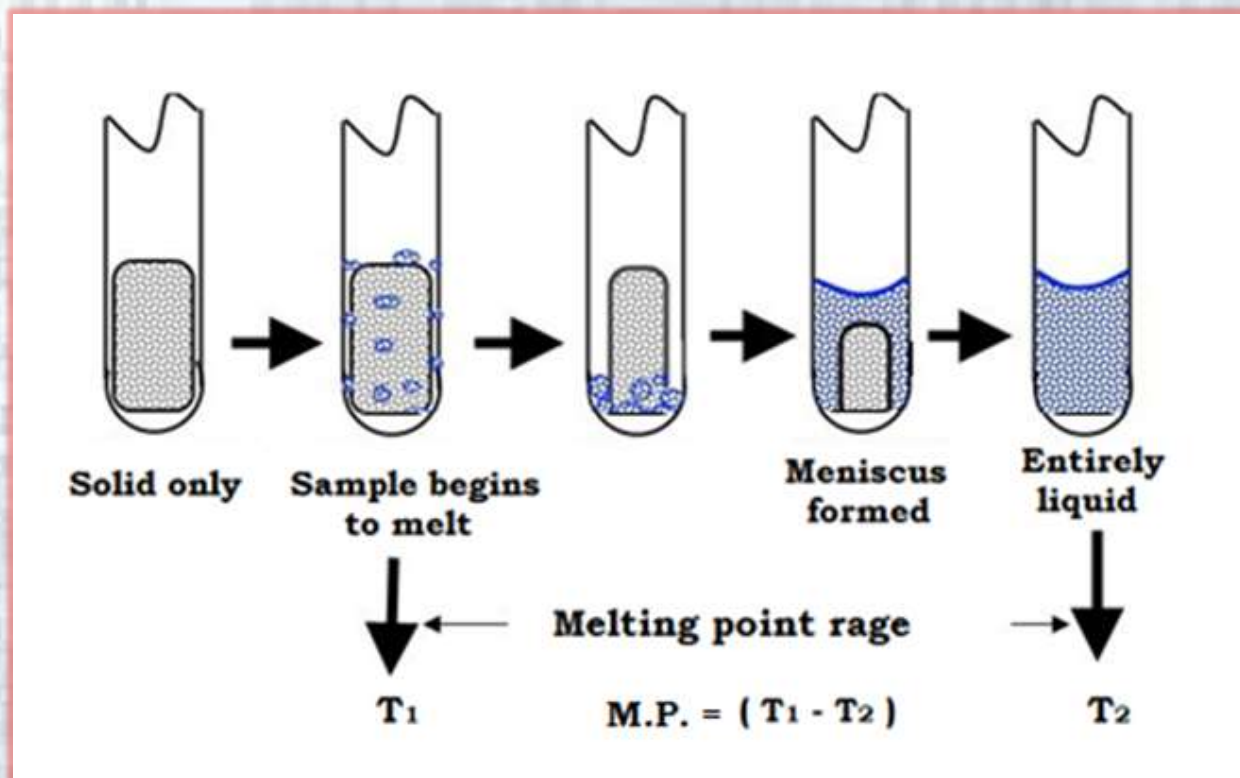 Solid only
Sample begins
to melt
Meniscus
formed
Entirely
liquid
Melting point rage
T1
M.P. = ( T1 - T2 )
T2